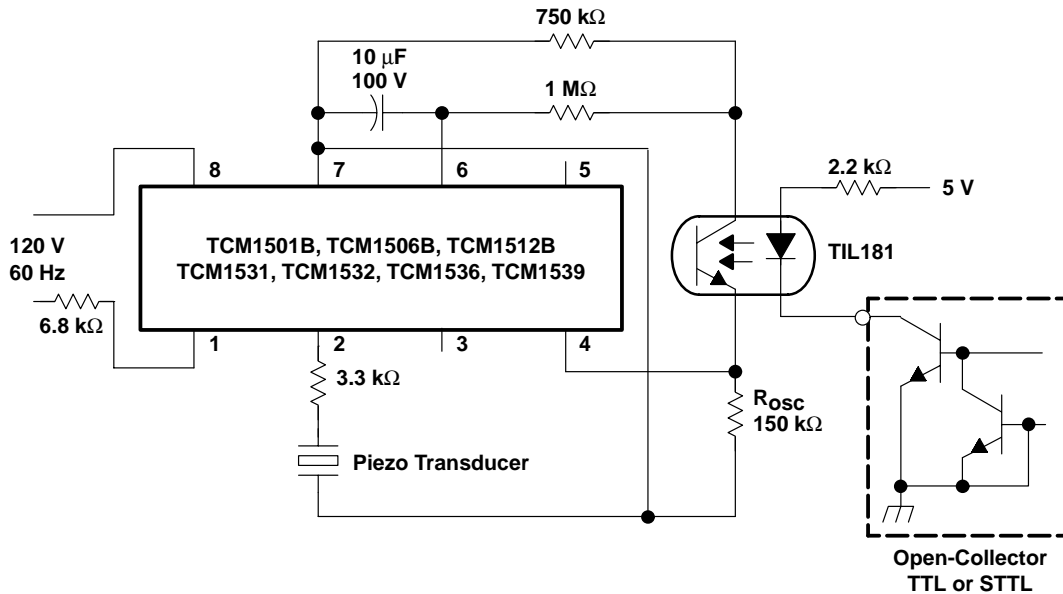 750 kΩ
10 μF
100 V
1 MΩ
8
7
6
5
2.2 kΩ
5 V
120 V
60 Hz
TCM1501B, TCM1506B, TCM1512B
TCM1531, TCM1532, TCM1536, TCM1539
TIL181
6.8 kΩ
1
2
3
4
3.3 kΩ
Rosc
150 kΩ
Piezo Transducer
Open-Collector
TTL or STTL